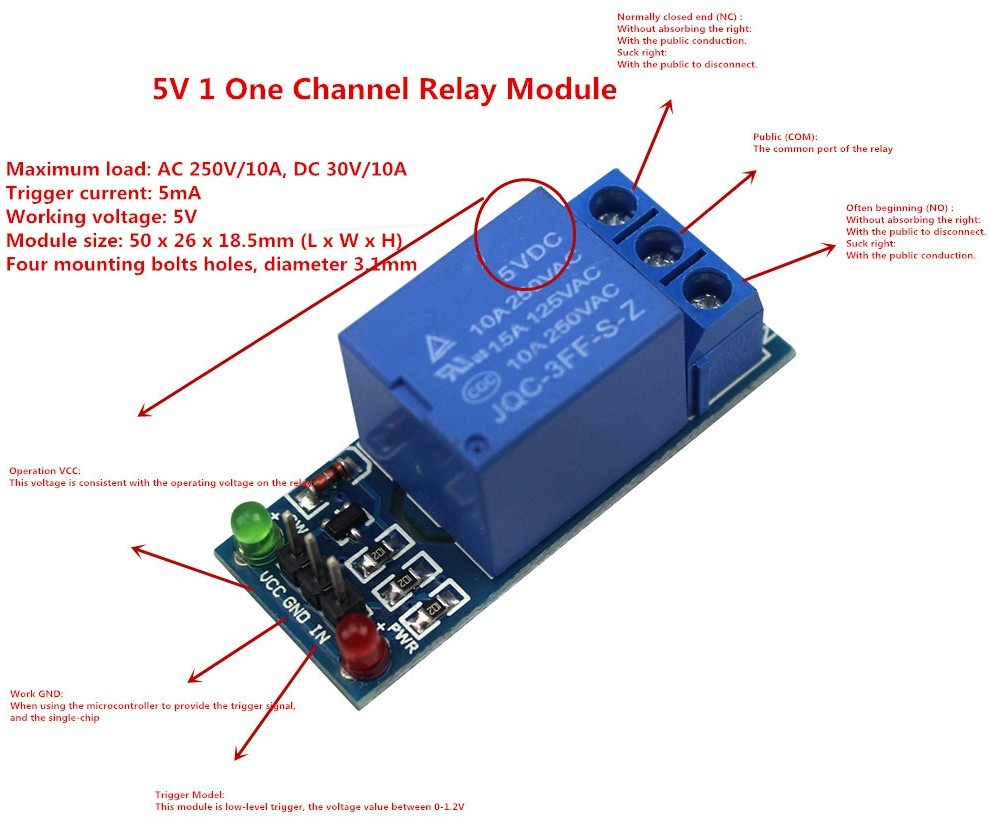 Normally closed end (NC) :
Without absorbing the right:
With the public conduction.
Suck right:
With the public to disconnect.
5V 1 One Channel Relay Module
Public (COM):
The common port of the relay
Maximum load: AC 250V/10A, DC 30V/10A
Trigger current: 5mA
Working voltage: 5V
Module size: 50 x 26 x 18.5mm (L x W x H)
Four mounting bolts holes, diameter 3.1mm
Often beginning (NO) :
Without absorbing the right:
With the public to disconnect.
Suck right:
With the public conduction.
5VDC
10A 250VAC
15A 125VAC
10A 250VAC
CQC
JQC-3FF-S-Z
Operation VCC:
This voltage is consistent with the operating voltage on the relay
102
102
102
VCC GND IN
+ PWR
Work GND:
When using the microcontroller to provide the trigger signal,
and the single-chip
Trigger Model:
This module is low-level trigger, the voltage value between 0-1.2V